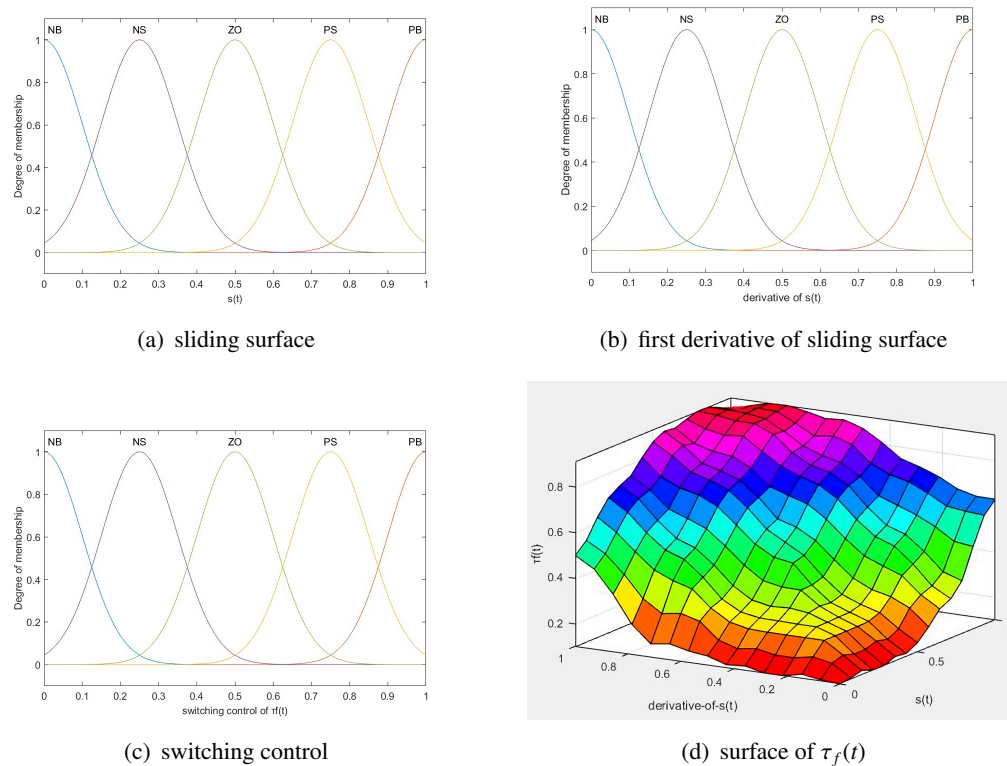 NB NS ZO PS PB
1
0.8
0.6
0.4
0.2
0
Degree of membership
0 0.1 0.2 0.3 0.4 0.5 0.6 0.7 0.8 0.9 1
s(t)
(a) sliding surface
NB NS ZO PS PB
1
0.8
0.6
0.4
0.2
0
Degree of membership
0 0.1 0.2 0.3 0.4 0.5 0.6 0.7 0.8 0.9 1
derivative of s(t)
(b) first derivative of sliding surface
NB NS ZO PS PB
1
0.8
0.6
0.4
0.2
0
Degree of membership
0 0.1 0.2 0.3 0.4 0.5 0.6 0.7 0.8 0.9 1
switching control of τf(t)
(c) switching control
0.8
0.6
0.4
0.2
τf(t)
1 0.8 0.6 0.4 0.2 0
derivative-of-s(t)
0 0.5
s(t)
(d) surface of τf(t)